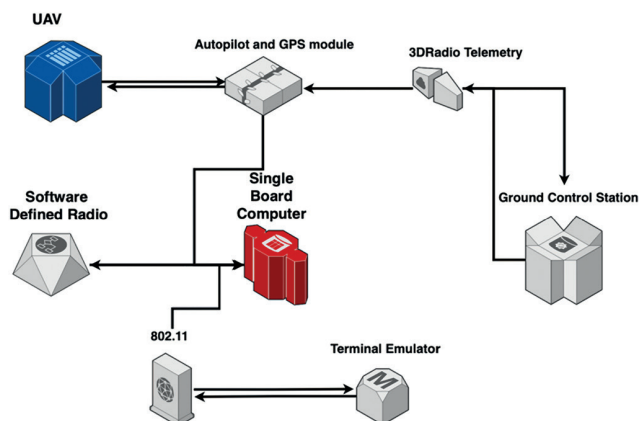 UAV
Autopilot and GPS module
3DRadio Telemetry
Software
Defined Radio
Single
Board
Computer
Ground Control Station
802.11
Terminal Emulator
M